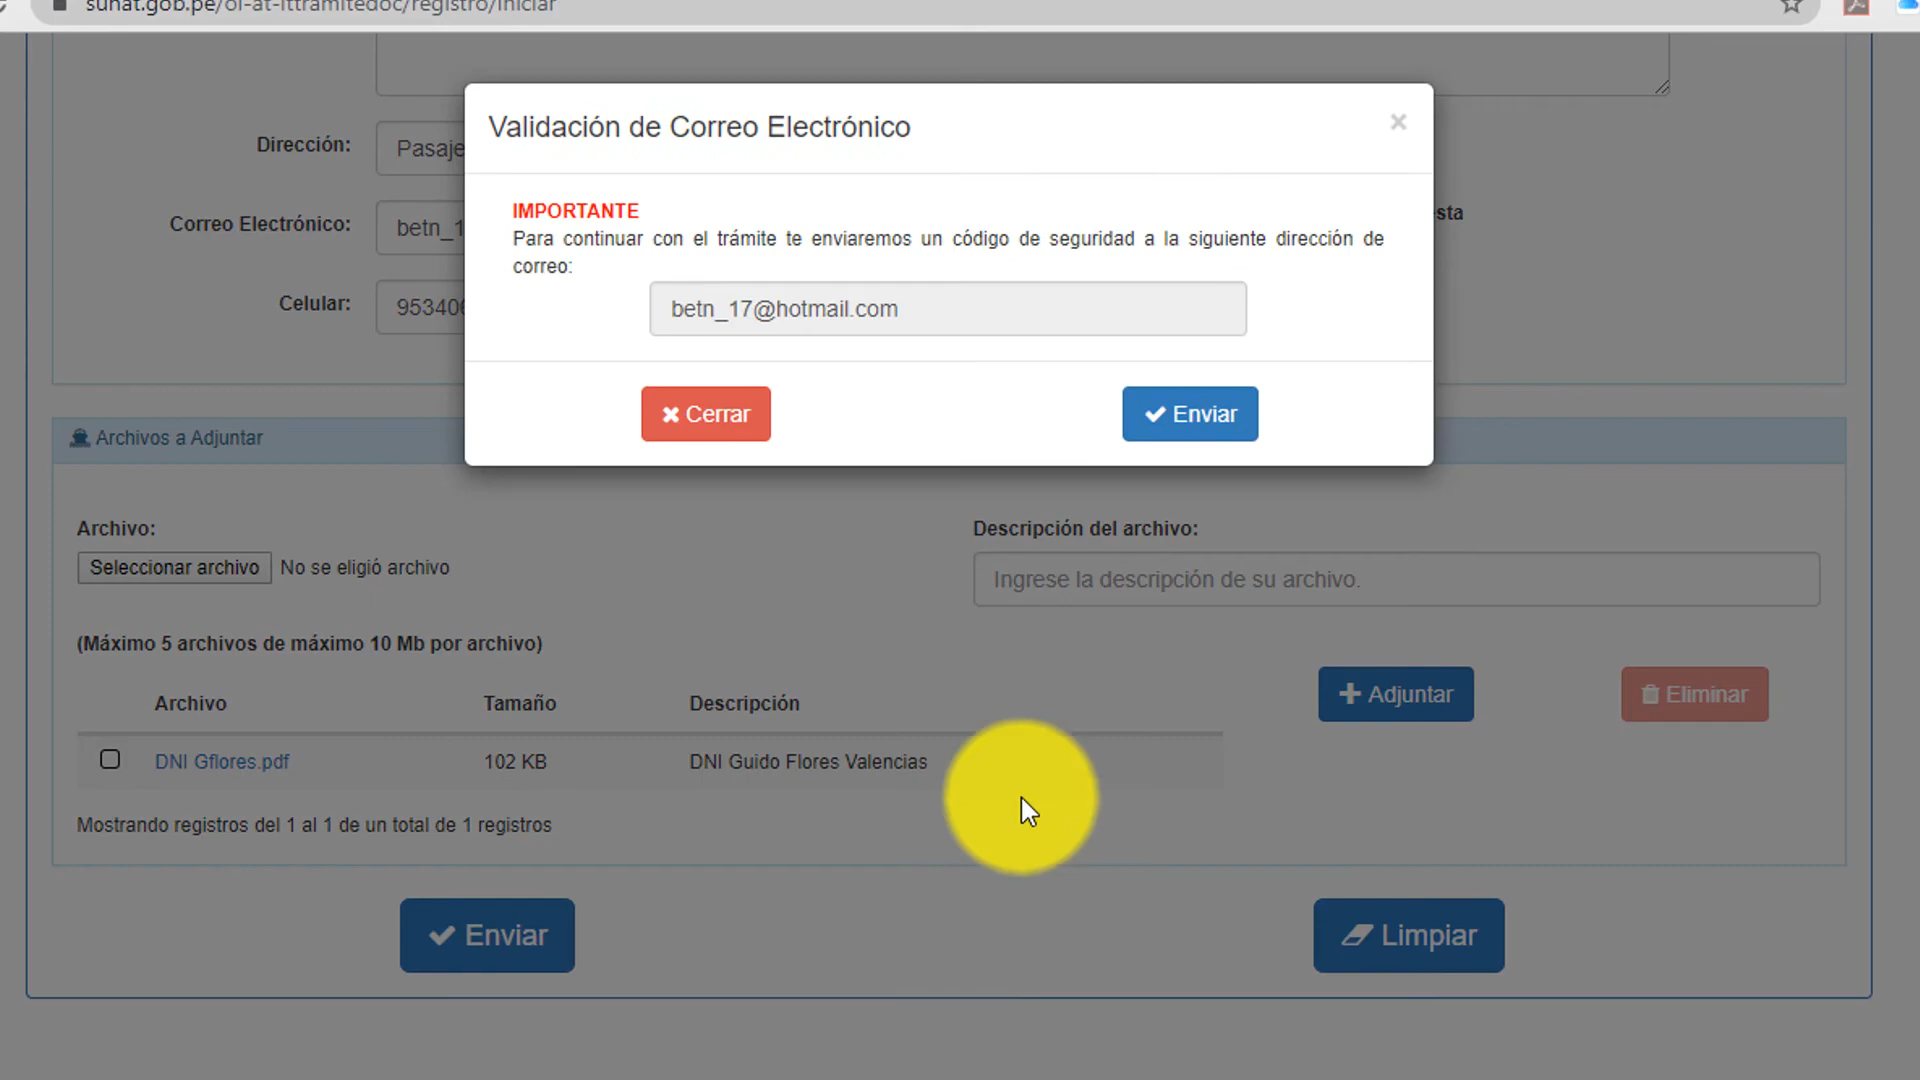 sunat.gob.pe/ol-at-ittramitedoc/registro/iniciar
Validación de Correo Electrónico
×
IMPORTANTE
Para continuar con el trámite te enviaremos un código de seguridad a la siguiente dirección de
correo:
betn_17@hotmail.com
Cerrar
Enviar
Dirección:
Pasaje
Correo Electrónico:
betn_1
sta
Celular:
95340
Archivos a Adjuntar
Archivo:
Descripción del archivo:
Seleccionar archivo No se eligió archivo
Ingrese la descripción de su archivo.
(Máximo 5 archivos de máximo 10 Mb por archivo)
Adjuntar
Eliminar
Archivo Tamaño Descripción
DNI Gflores.pdf 102 KB DNI Guido Flores Valencias
Mostrando registros del 1 al 1 de un total de 1 registros
Enviar
Limpiar